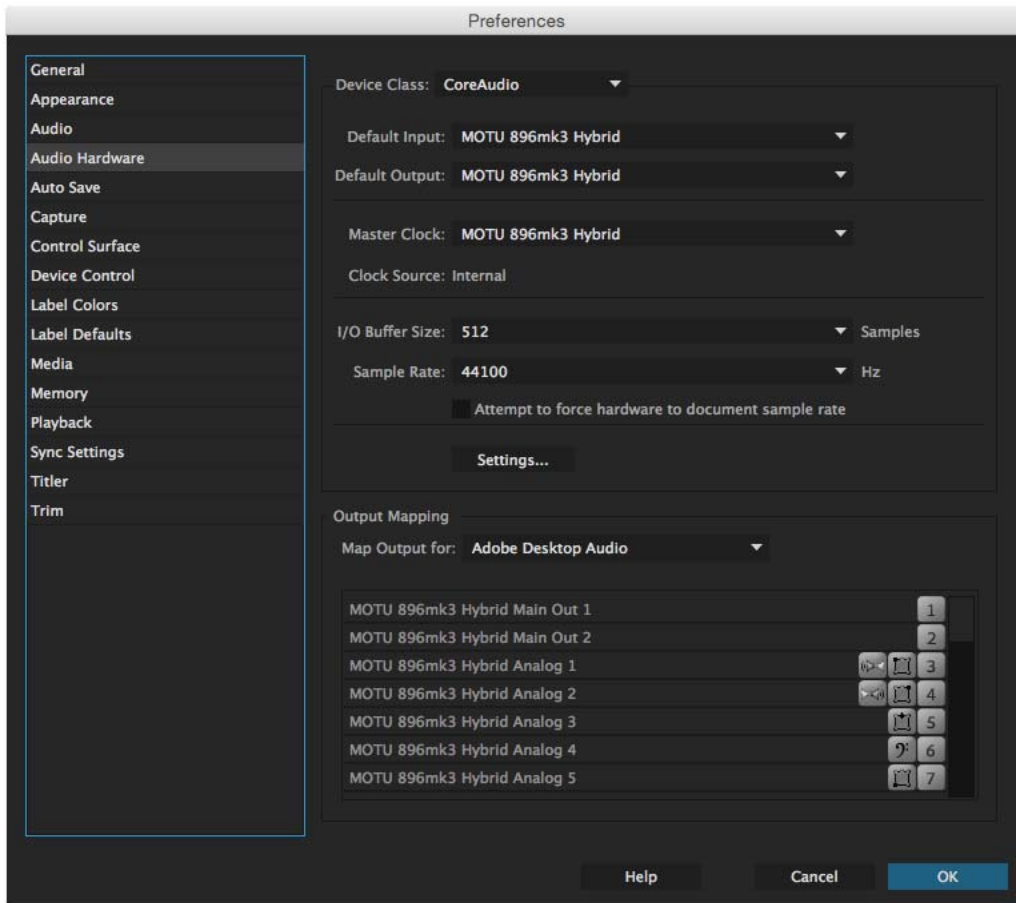 Preferences
General
Appearance
Audio
Audio Hardware
Auto Save
Capture
Control Surface
Device Control
Label Colors
Label Defaults
Media
Memory
Playback
Sync Settings
Titler
Trim
Device Class: CoreAudio
Default Input: MOTU 896mk3 Hybrid
Default Output: MOTU 896mk3 Hybrid
Master Clock: MOTU 896mk3 Hybrid
Clock Source: Internal
I/O Buffer Size: 512 Samples
Sample Rate: 44100 Hz
Attempt to force hardware to document sample rate
Settings...
Output Mapping
Map Output for: Adobe Desktop Audio
MOTU 896mk3 Hybrid Main Out 1 1
MOTU 896mk3 Hybrid Main Out 2 2
MOTU 896mk3 Hybrid Analog 1 3
MOTU 896mk3 Hybrid Analog 2 4
MOTU 896mk3 Hybrid Analog 3 5
MOTU 896mk3 Hybrid Analog 4 6
MOTU 896mk3 Hybrid Analog 5 7
Help Cancel OK